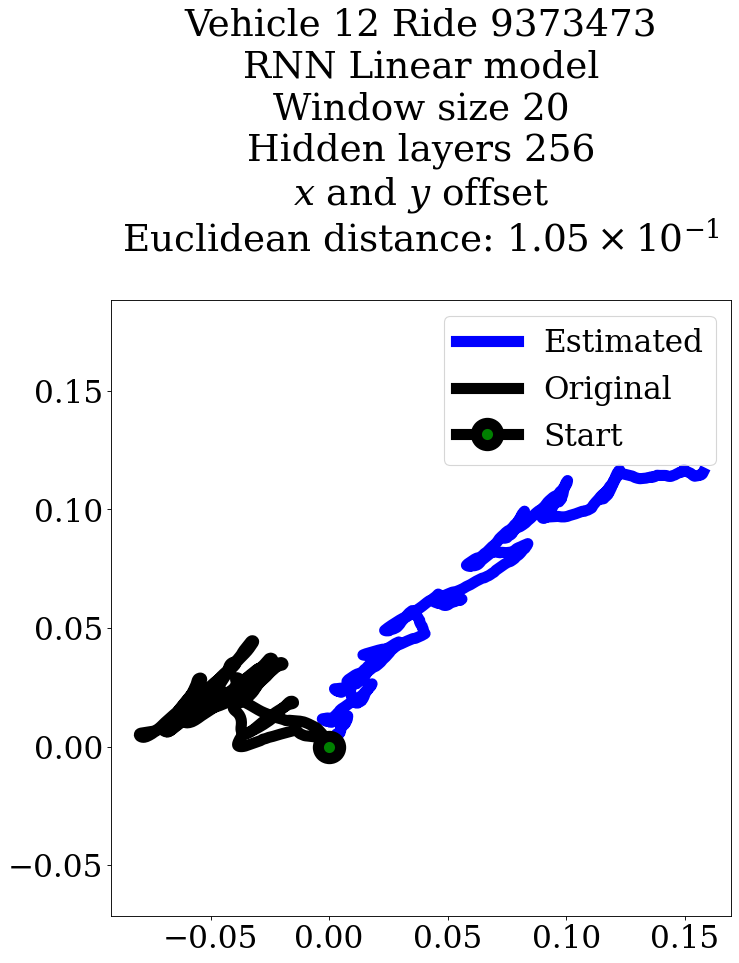 Vehicle 12 Ride 9373473
RNN Linear model
Window size 20
Hidden layers 256
x and y offset
Euclidean distance: 1.05 × 10⁻¹
Estimated
Original
Start
0.15
0.10
0.05
0.00
−0.05
−0.05 0.00 0.05 0.10 0.15